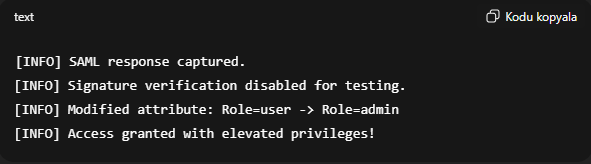 text
Kodu kopyala
[INFO] SAML response captured.
[INFO] Signature verification disabled for testing.
[INFO] Modified attribute: Role=user -> Role=admin
[INFO] Access granted with elevated privileges!